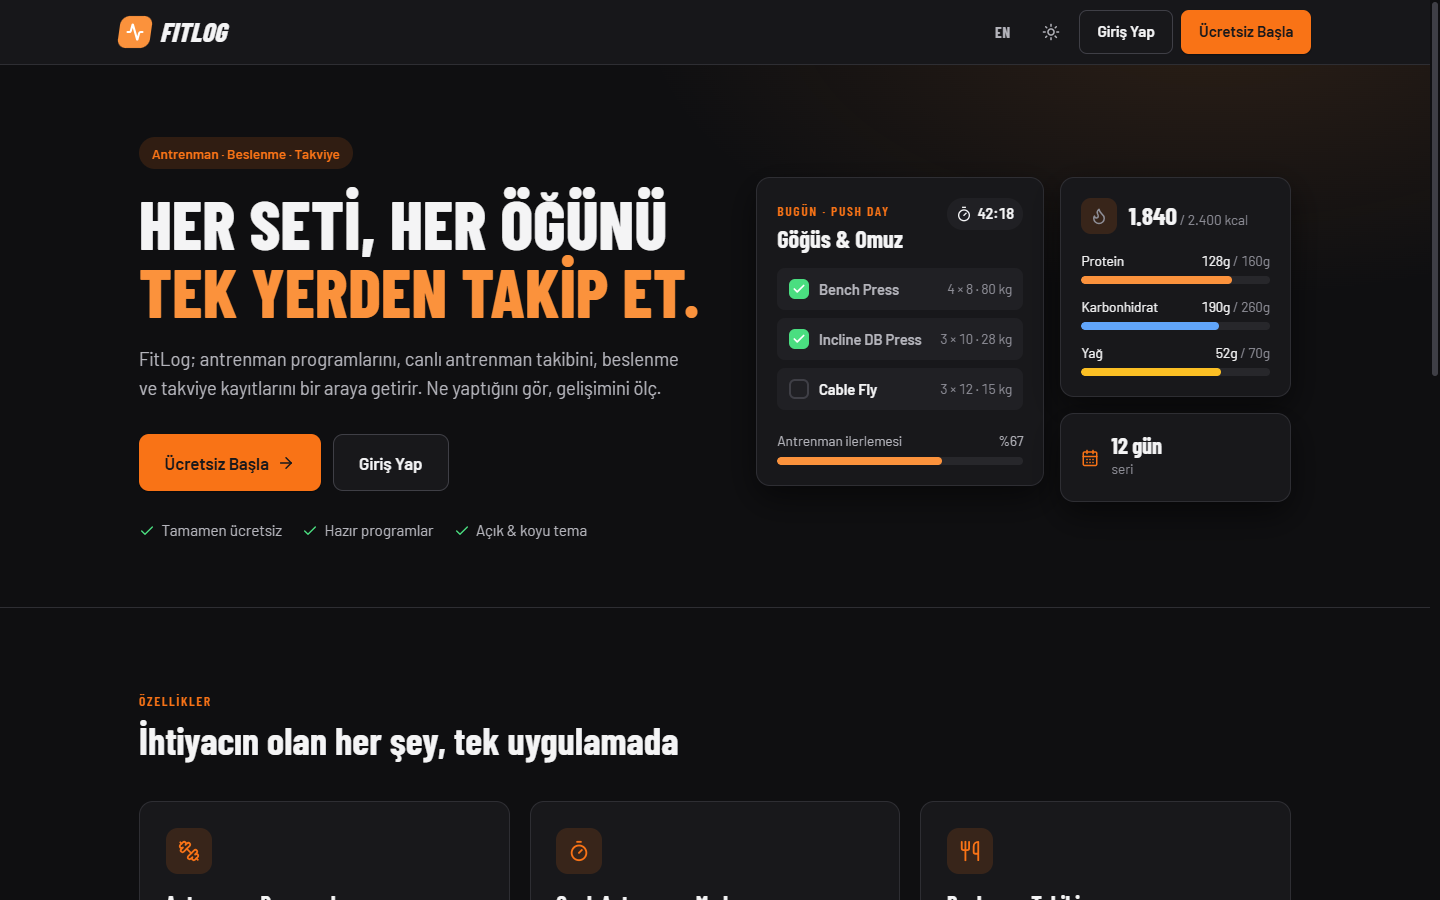 FITLOG
EN
Giriş Yap
Ücretsiz Başla
Antrenman · Beslenme · Takviye
HER SETİ, HER ÖĞÜNÜ
TEK YERDEN TAKİP ET.
FitLog; antrenman programlarını, canlı antrenman takibini, beslenme
ve takviye kayıtlarını bir araya getirir. Ne yaptığını gör, gelişimini ölç.
Ücretsiz Başla
Giriş Yap
Tamamen ücretsiz
Hazır programlar
Açık & koyu tema
BUGÜN · PUSH DAY
42:18
Göğüs & Omuz
Bench Press 4 × 8 · 80 kg
Incline DB Press 3 × 10 · 28 kg
Cable Fly 3 × 12 · 15 kg
Antrenman ilerlemesi %67
1.840 / 2.400 kcal
Protein 128g / 160g
Karbonhidrat 190g / 260g
Yağ 52g / 70g
12 gün
seri
ÖZELLİKLER
İhtiyacın olan her şey, tek uygulamada